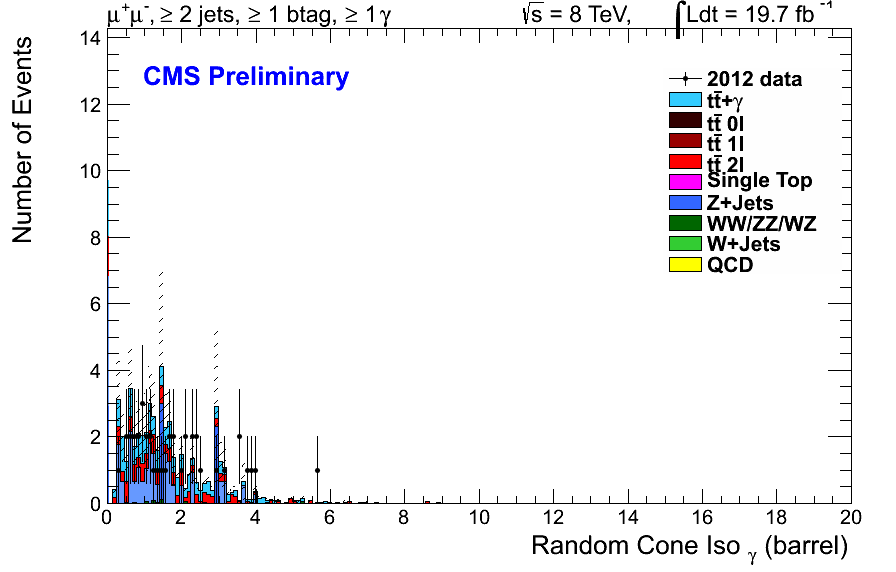 μ⁺μ⁻, ≥ 2 jets, ≥ 1 btag, ≥ 1 γ √s = 8 TeV, ∫Ldt = 19.7 fb⁻¹
CMS Preliminary
2012 data
tt̄+γ
tt̄ 0l
tt̄ 1l
tt̄ 2l
Single Top
Z+Jets
WW/ZZ/WZ
W+Jets
QCD
Number of Events
14
12
10
8
6
4
2
0
0 2 4 6 8 10 12 14 16 18 20
Random Cone Iso γ (barrel)